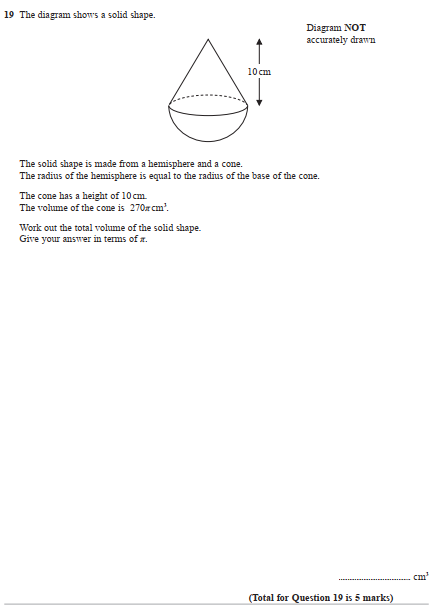 19 The diagram shows a solid shape.
Diagram NOT
accurately drawn
10 cm
The solid shape is made from a hemisphere and a cone.
The radius of the hemisphere is equal to the radius of the base of the cone.
The cone has a height of 10 cm.
The volume of the cone is 270π cm³.
Work out the total volume of the solid shape.
Give your answer in terms of π.
.............................. cm³
(Total for Question 19 is 5 marks)